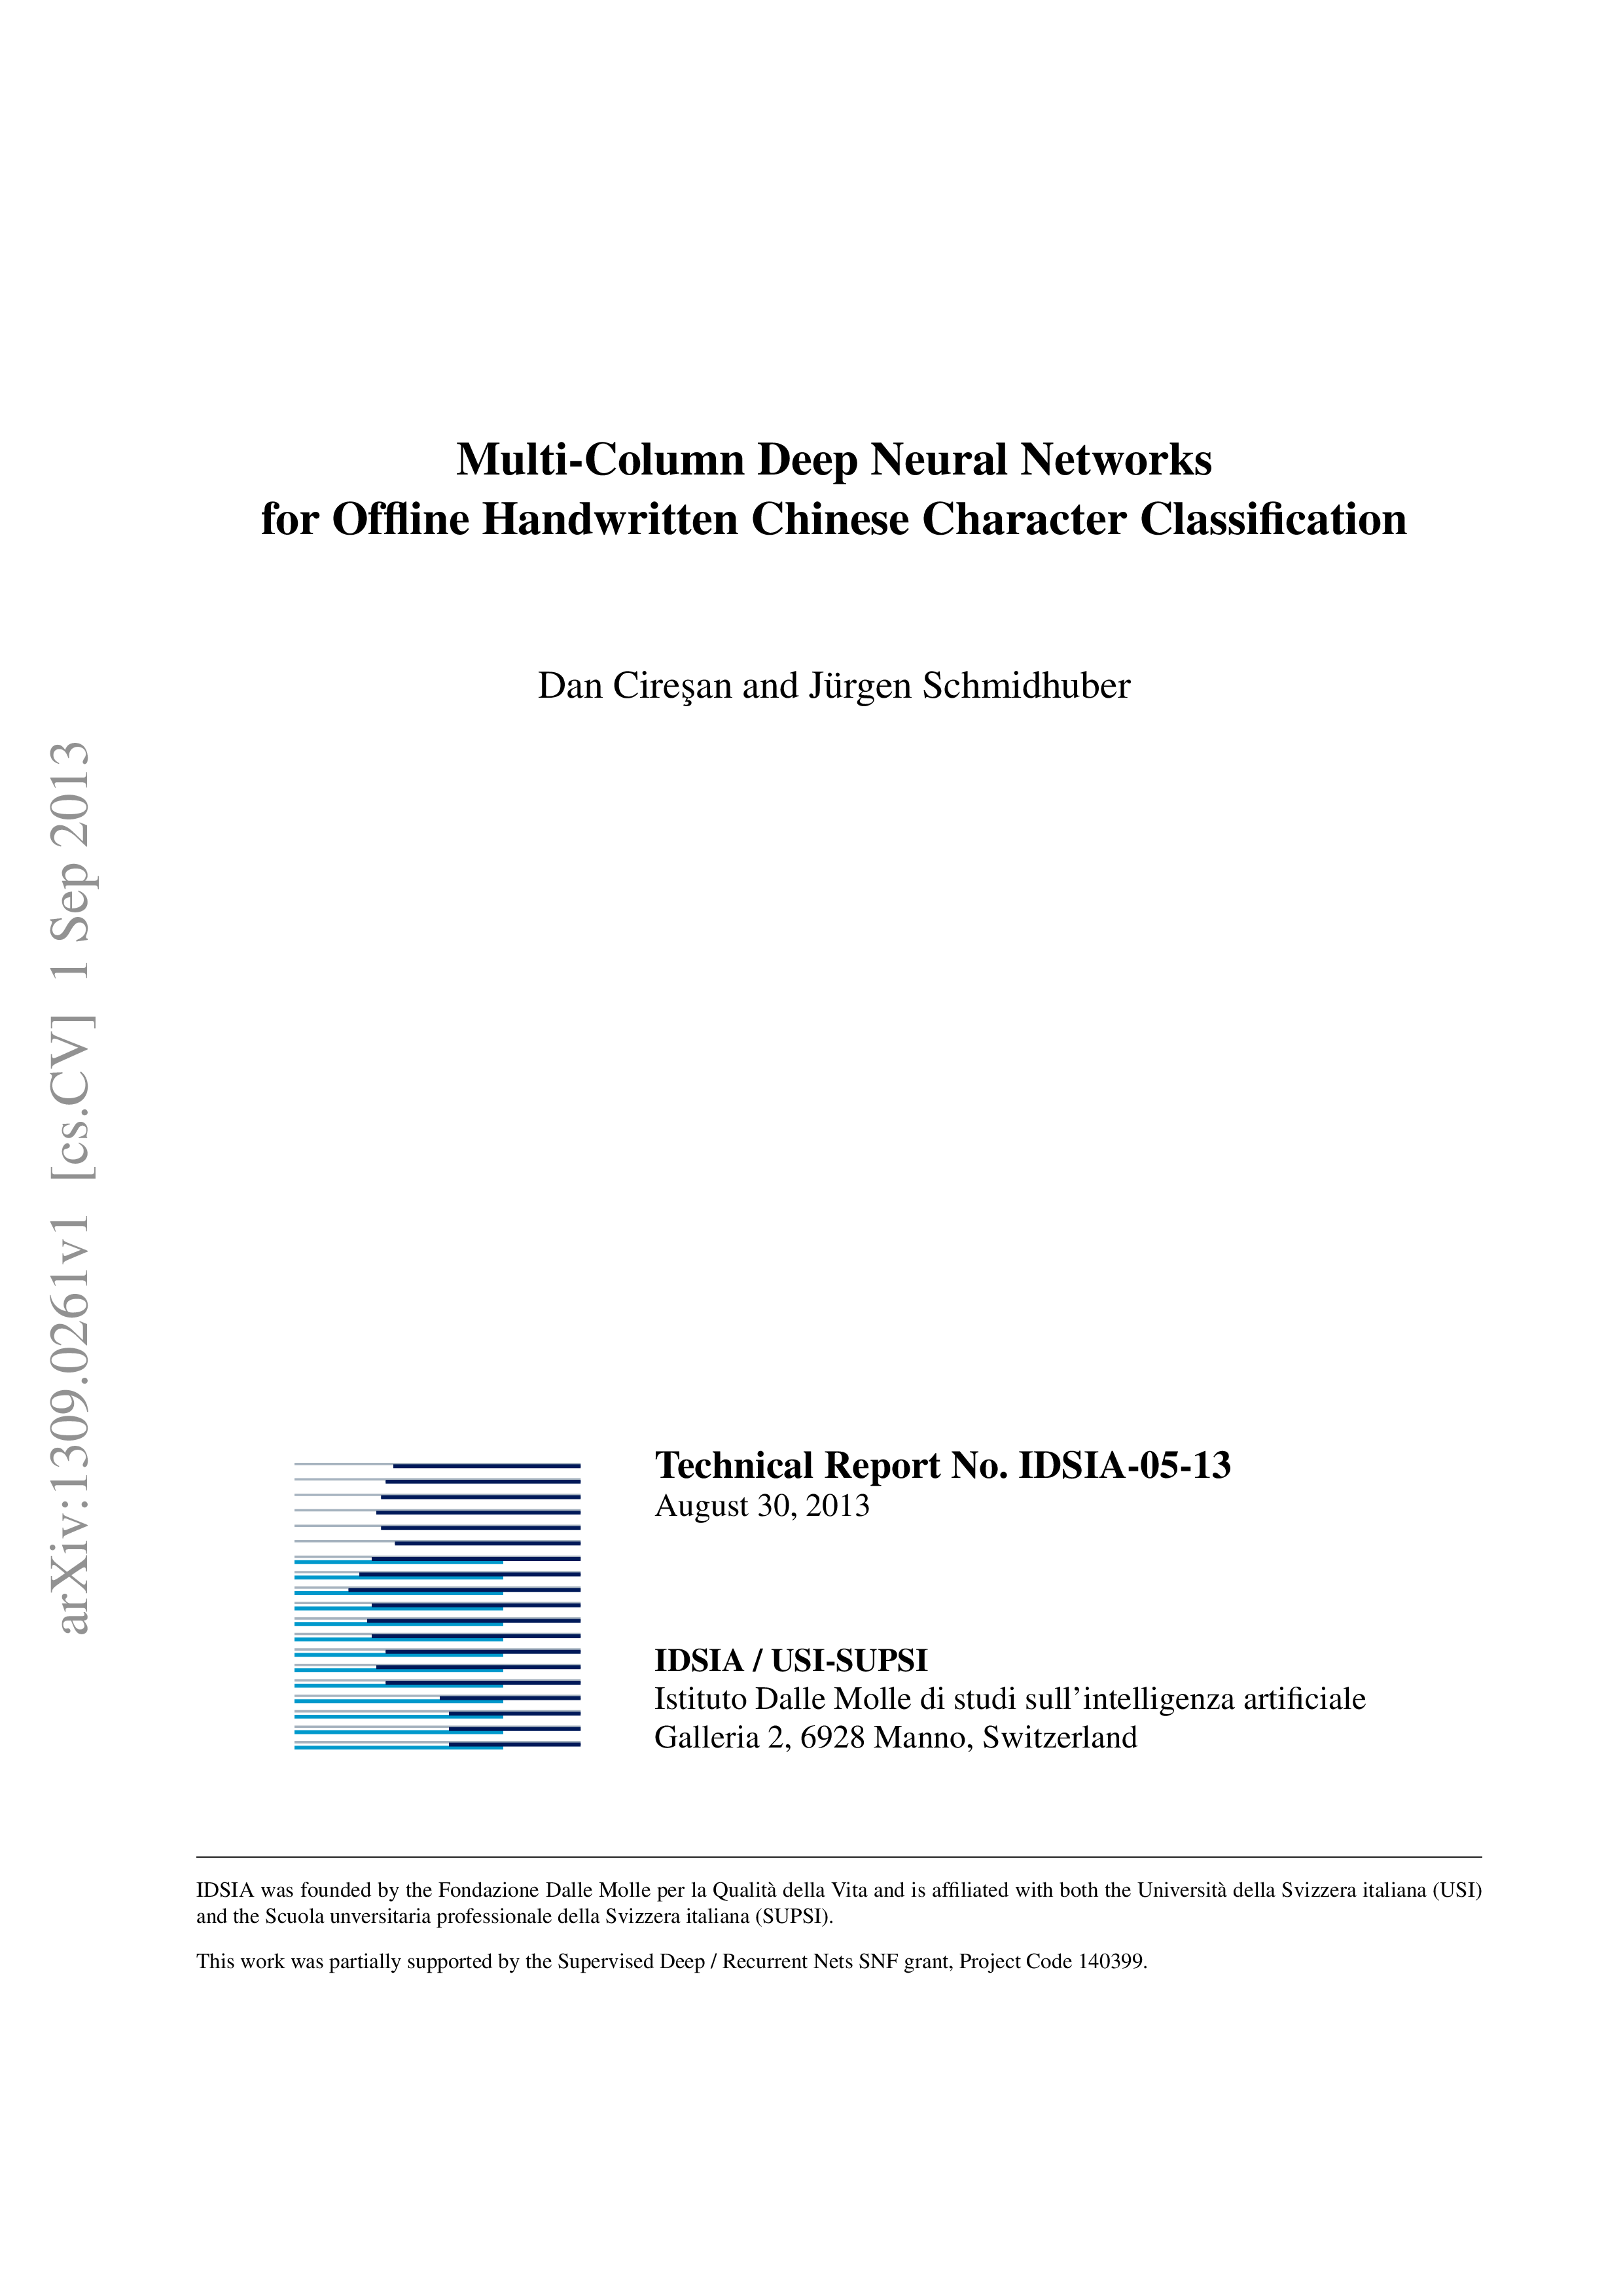 Multi-Column Deep Neural Networks
for Offline Handwritten Chinese Character Classification
Dan Cireşan and Jürgen Schmidhuber
arXiv:1309.0261v1 [cs.CV] 1 Sep 2013
Technical Report No. IDSIA-05-13
August 30, 2013
IDSIA / USI-SUPSI
Istituto Dalle Molle di studi sull'intelligenza artificiale
Galleria 2, 6928 Manno, Switzerland
IDSIA was founded by the Fondazione Dalle Molle per la Qualità della Vita and is affiliated with both the Università della Svizzera italiana (USI)
and the Scuola unversitaria professionale della Svizzera italiana (SUPSI).
This work was partially supported by the Supervised Deep / Recurrent Nets SNF grant, Project Code 140399.